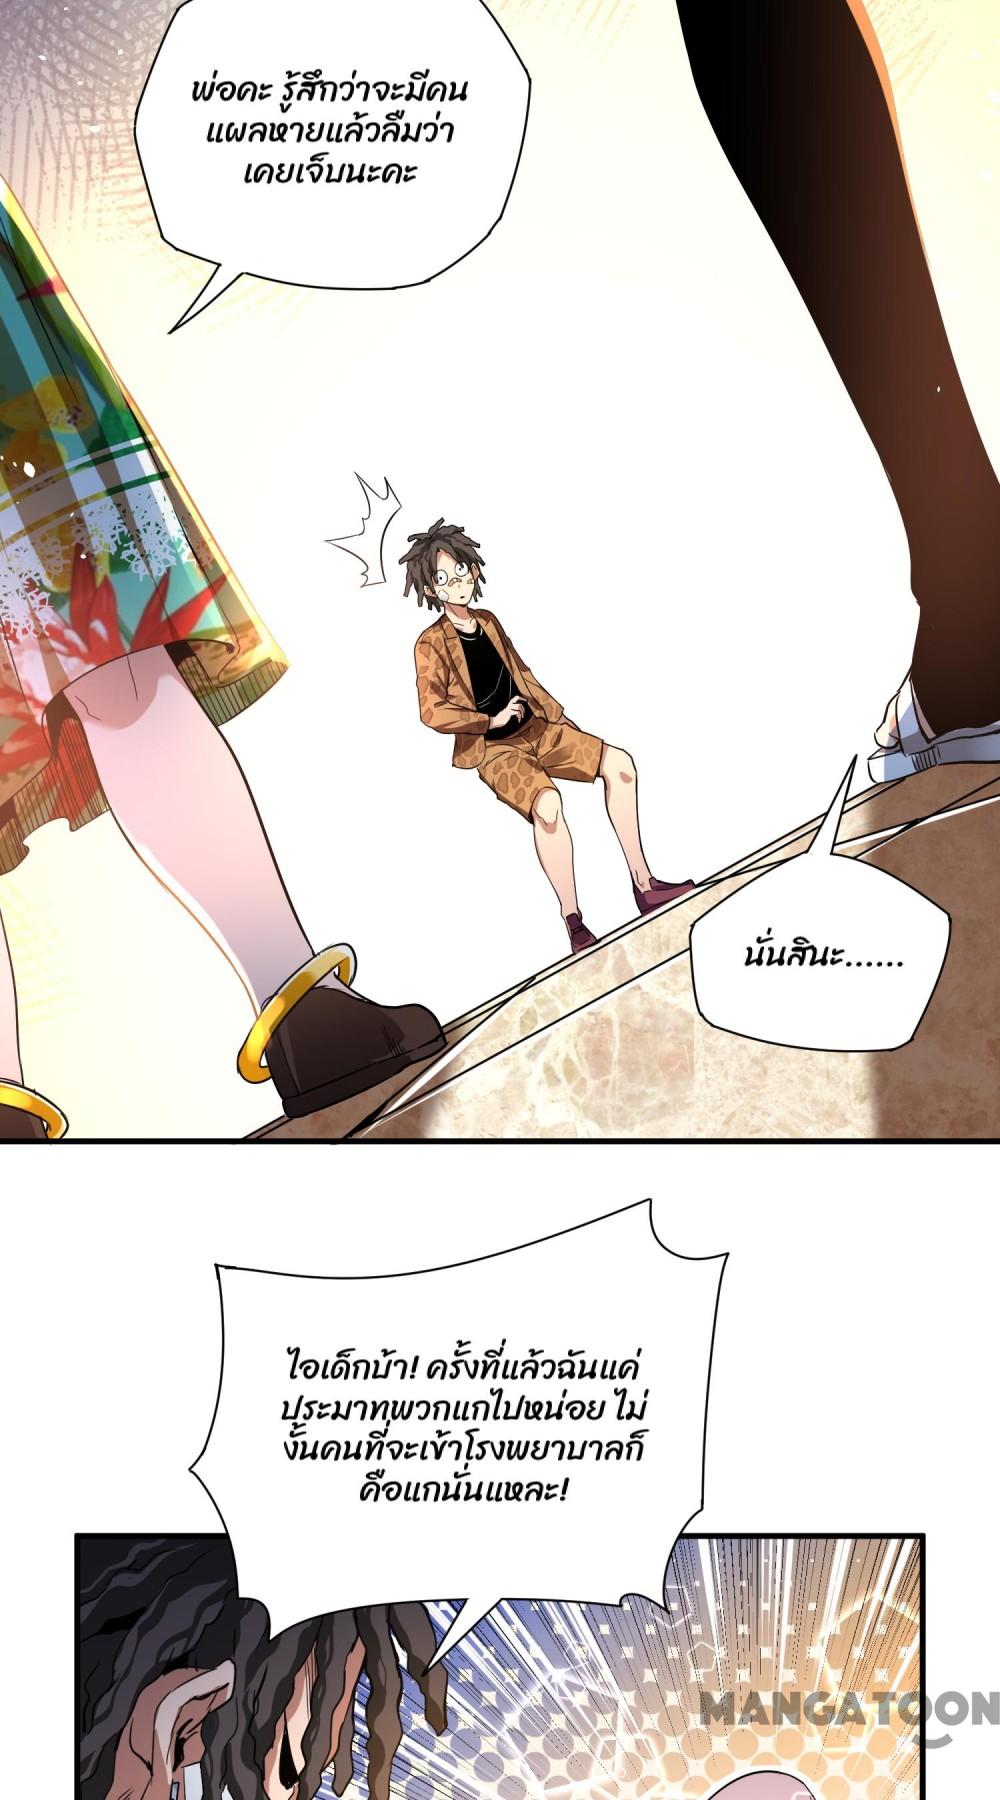 พ่อคะ รู้สึกว่าจะมีคน
แผลหายแล้วลืมว่า
เคยเจ็บนะคะ
นั่นสินะ......
ไอเด็กบ้า! ครั้งที่แล้วฉันแค่
ประมาทพวกแกไปหน่อย ไม่
งั้นคนที่จะเข้าโรงพยาบาลก็
คือแกนั่นแหละ!
MANGATOON